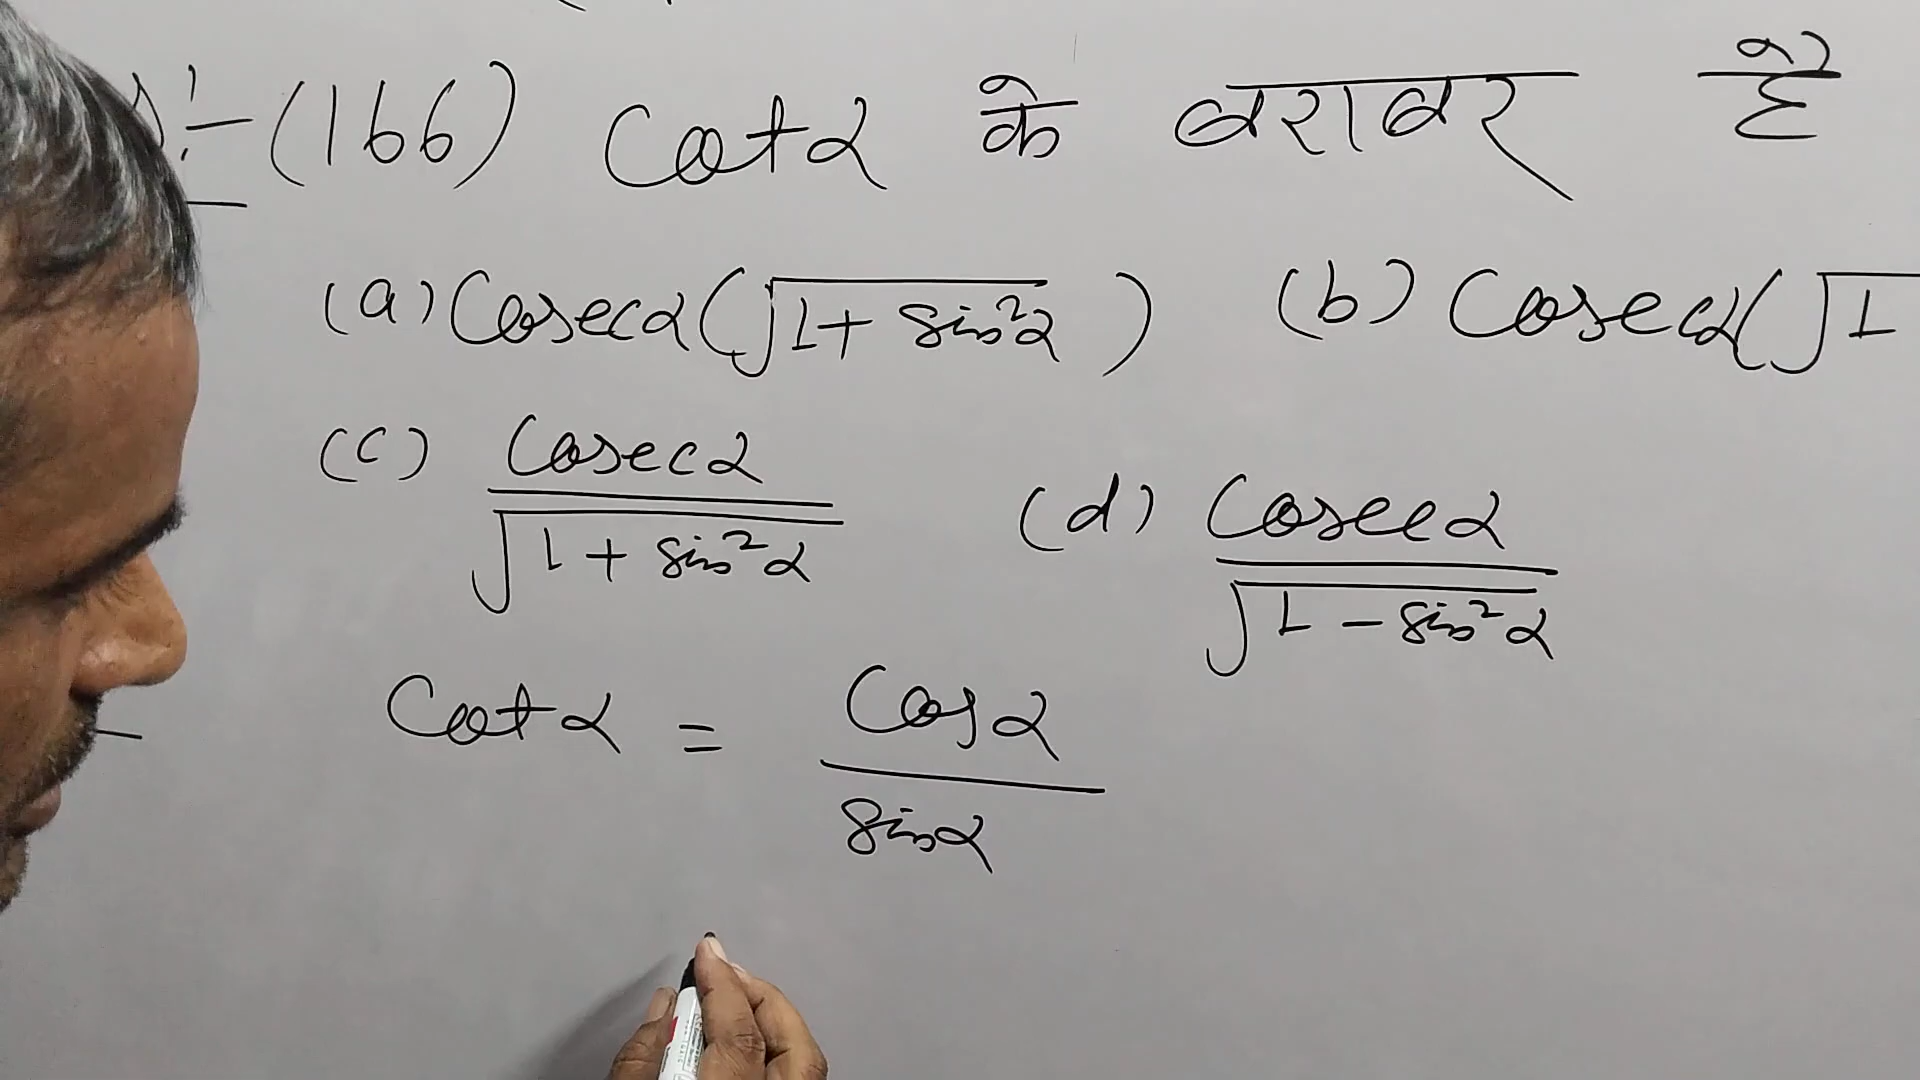 :- (166) Cotα के बराबर है
(a) Cosecα(√1+ sin²α) (b) Cosecα(√1
(c) Cosecα / √1 + sin²α (d) Cosecα / √1 - sin²α
Cotα = Cosα / sinα